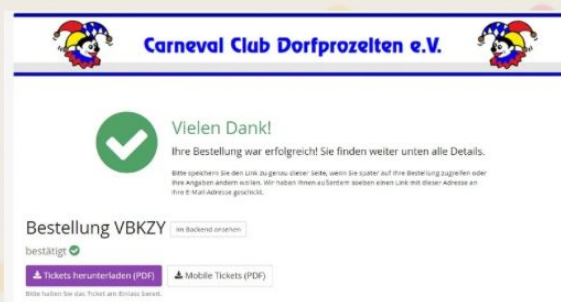 Carneval Club Dorfprozelten e.V.
Vielen Dank!
Ihre Bestellung war erfolgreich! Sie finden weiter unten alle Details.
Bitte speichern Sie den Link zu genau dieser Seite, wenn Sie später auf Ihre Bestellung zugreifen oder
Ihre Angaben ändern wollen. Wir haben Ihnen außerdem soeben einen Link mit dieser Adresse an
Ihre E-Mail-Adresse geschickt.
Bestellung VBKZY Im Backend ansehen
bestätigt
Tickets herunterladen (PDF) Mobile Tickets (PDF)
Bitte halten Sie das Ticket am Einlass bereit.